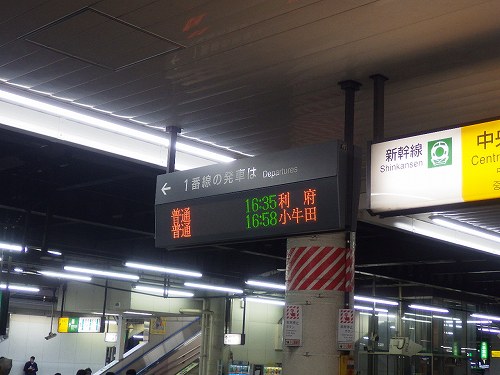 ← 1番線の発車は Departures
普通 16:35 利府
普通 16:58 小牛田
新幹線
Shinkansen
中央
Centr